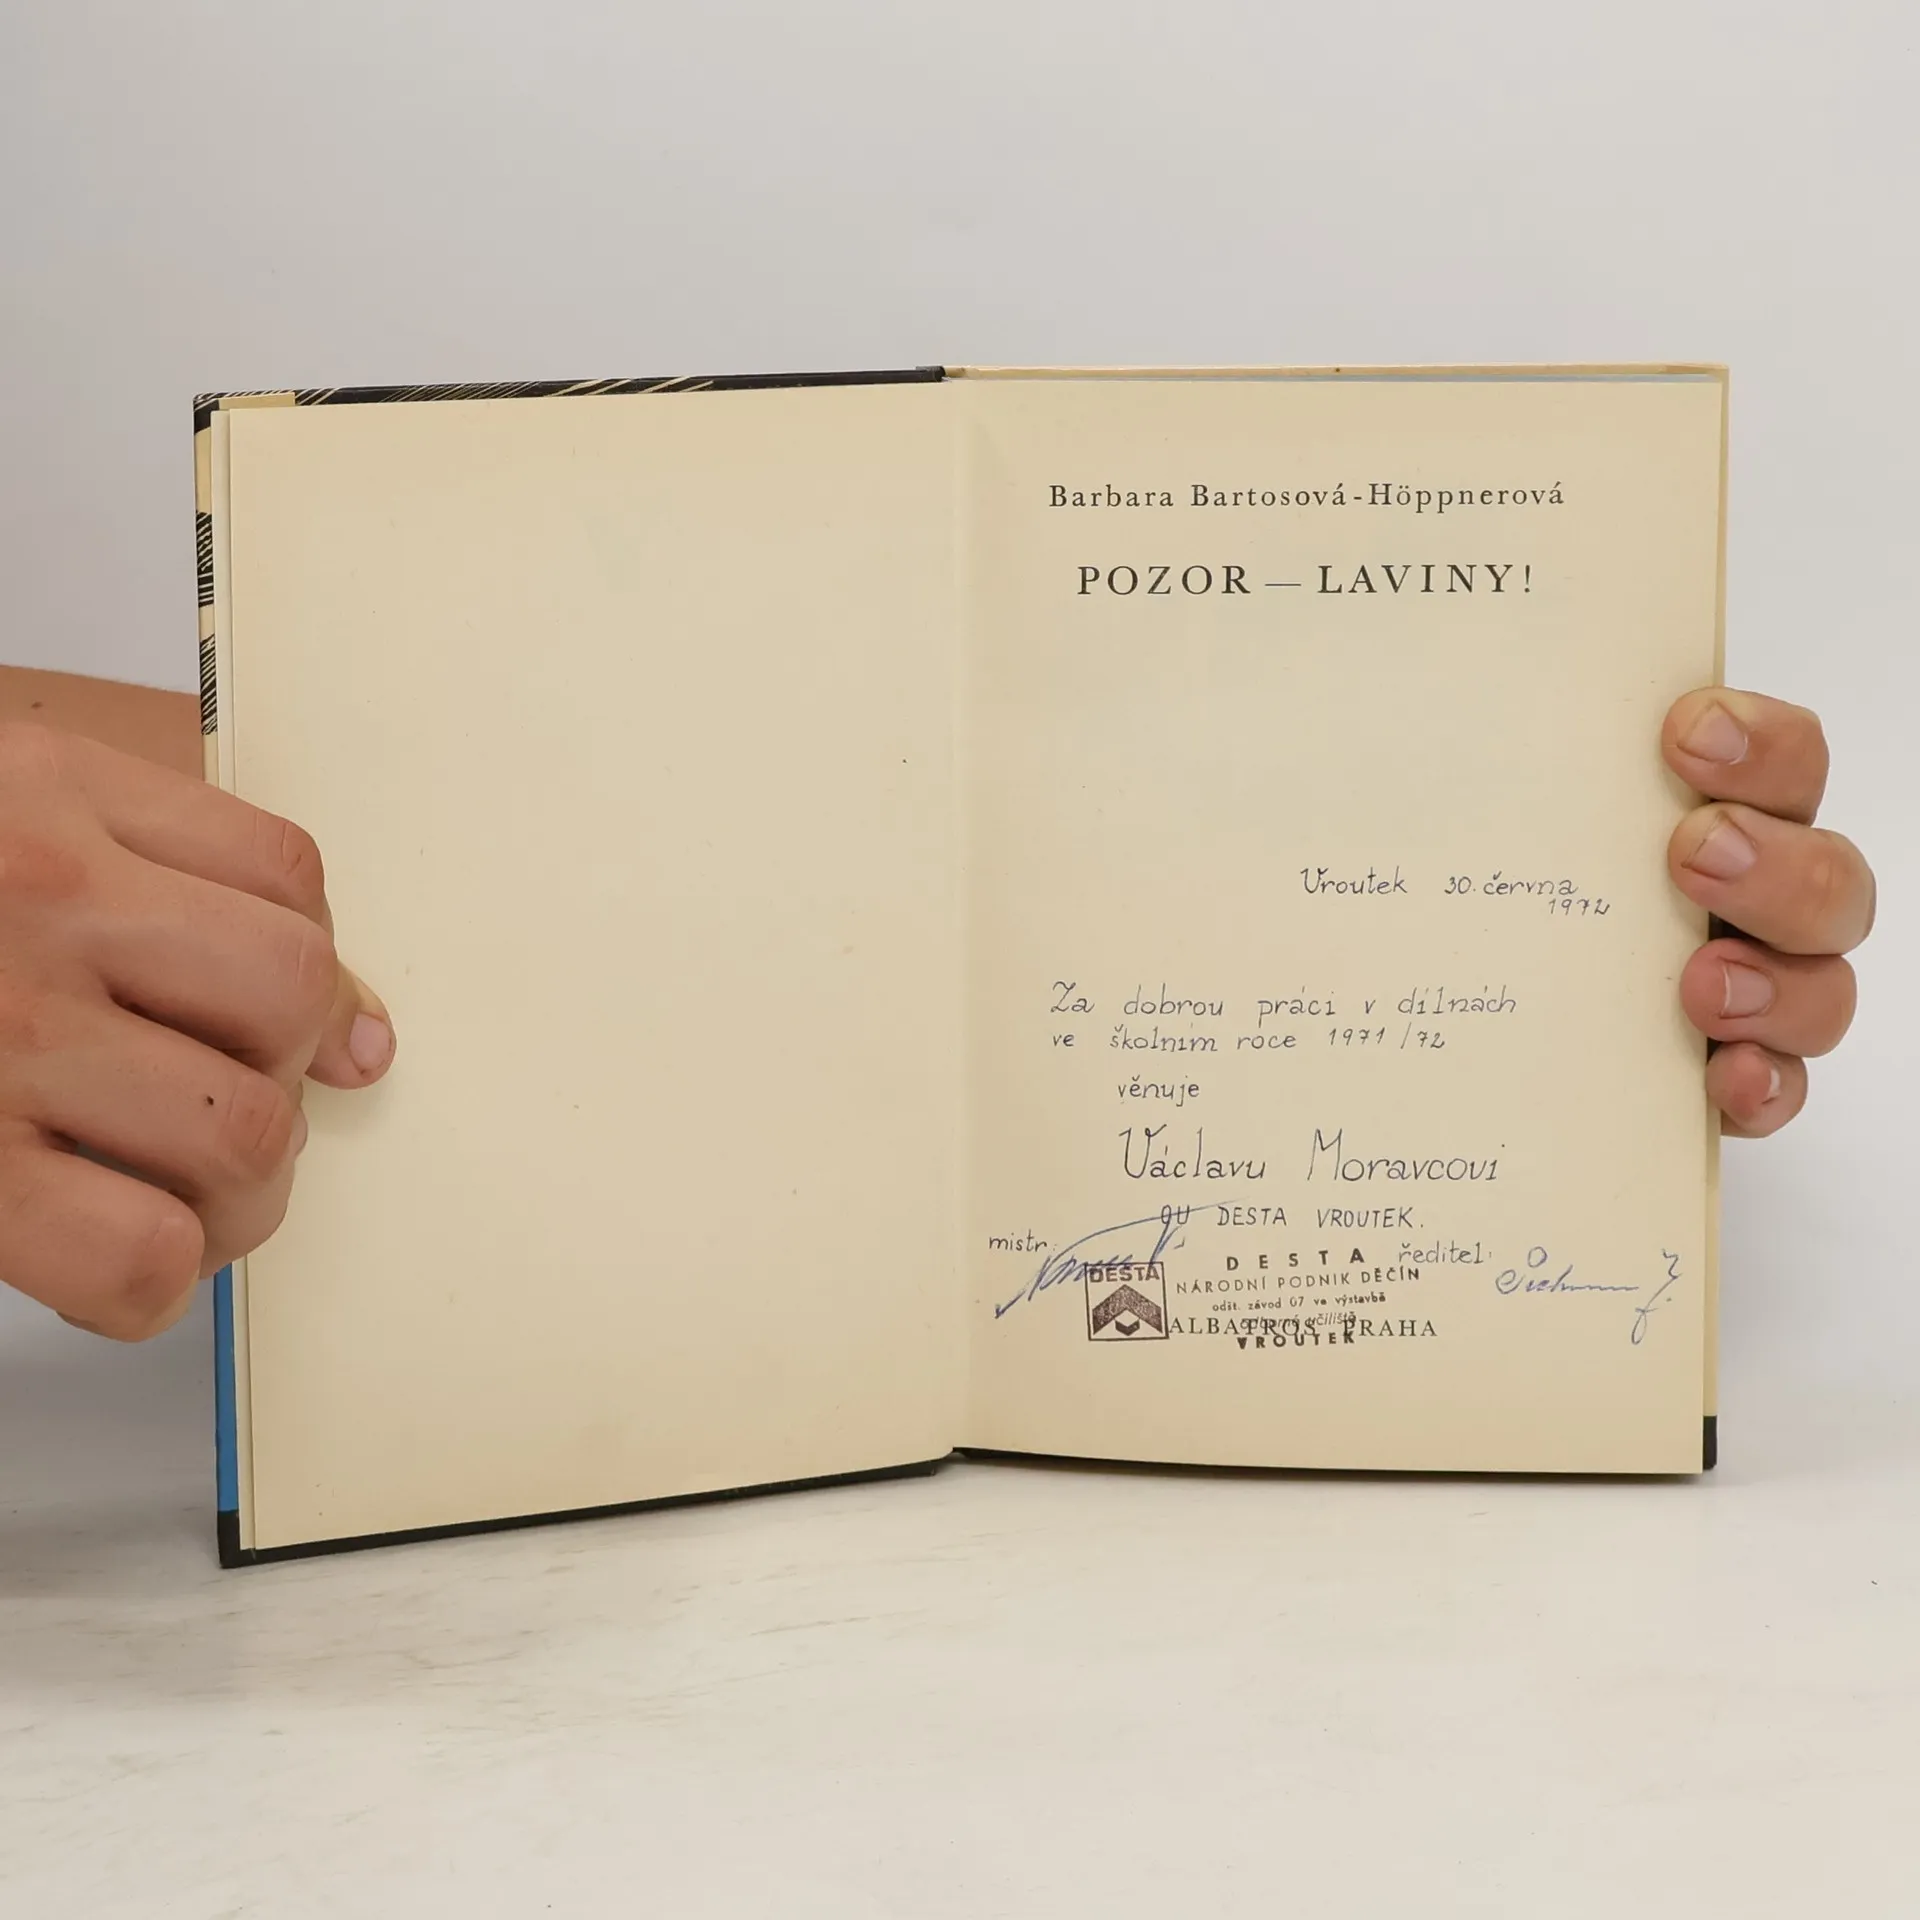 Barbara Bartosová-Höppnerová
POZOR — LAVINY!
Vroutek 30. června
1972
Za dobrou práci v dílnách
ve školním roce 1971/72
věnuje
Václavu Moravcovi
OU DESTA VROUTEK.
mistr:
ředitel:
DESTA
DESTA
NÁRODNÍ PODNIK DĚČÍN
odšt. závod 07 ve výstavbě
odborné učiliště
VROUTEK
ALBATROS PRAHA